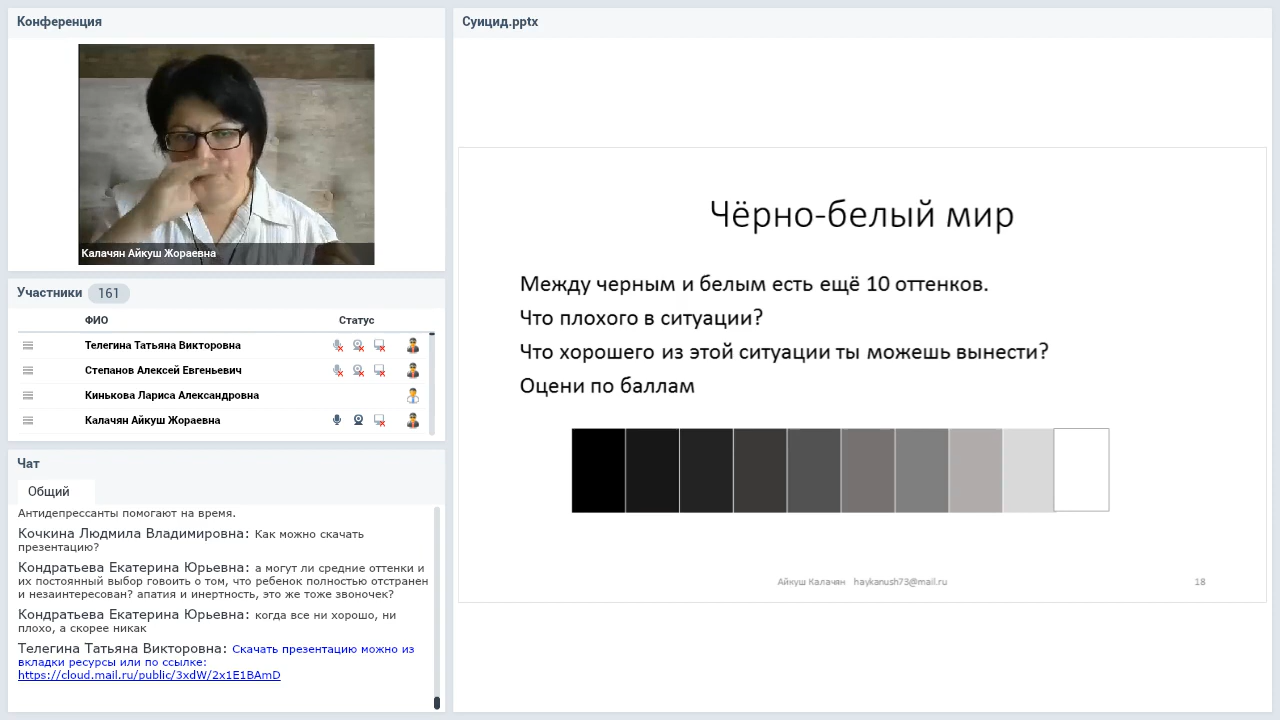 Конференция
Калачян Айкуш Жораевна
Участники 161
ФИО Статус
Телегина Татьяна Викторовна
Степанов Алексей Евгеньевич
Кинькова Лариса Александровна
Калачян Айкуш Жораевна
Чат
Общий
Антидепрессанты помогают на время.
Кочкина Людмила Владимировна: Как можно скачать
презентацию?
Кондратьева Екатерина Юрьевна: а могут ли средние оттенки и
их постоянный выбор говоить о том, что ребенок полностью отстранен
и незаинтересован? апатия и инертность, это же тоже звоночек?
Кондратьева Екатерина Юрьевна: когда все ни хорошо, ни
плохо, а скорее никак
Телегина Татьяна Викторовна: Скачать презентацию можно из
вкладки ресурсы или по ссылке:
https://cloud.mail.ru/public/3xdW/2x1E1BAmD
Суицид.pptx
Чёрно-белый мир
Между черным и белым есть ещё 10 оттенков.
Что плохого в ситуации?
Что хорошего из этой ситуации ты можешь вынести?
Оцени по баллам
Айкуш Калачян haykanush73@mail.ru
18